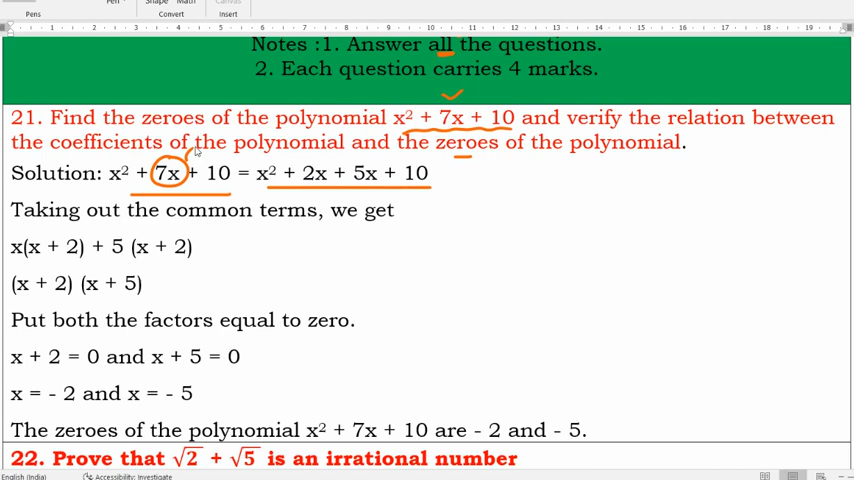 Pen
Shape
Math
Canvas
Pens
Convert
Insert
Notes :1. Answer all the questions.
2. Each question carries 4 marks.
21. Find the zeroes of the polynomial x² + 7x + 10 and verify the relation between
the coefficients of the polynomial and the zeroes of the polynomial.
Solution: x² + 7x + 10 = x² + 2x + 5x + 10
Taking out the common terms, we get
x(x + 2) + 5 (x + 2)
(x + 2) (x + 5)
Put both the factors equal to zero.
x + 2 = 0 and x + 5 = 0
x = - 2 and x = - 5
The zeroes of the polynomial x² + 7x + 10 are - 2 and - 5.
22. Prove that √2 + √5 is an irrational number
English (India)
Accessibility: Investigate